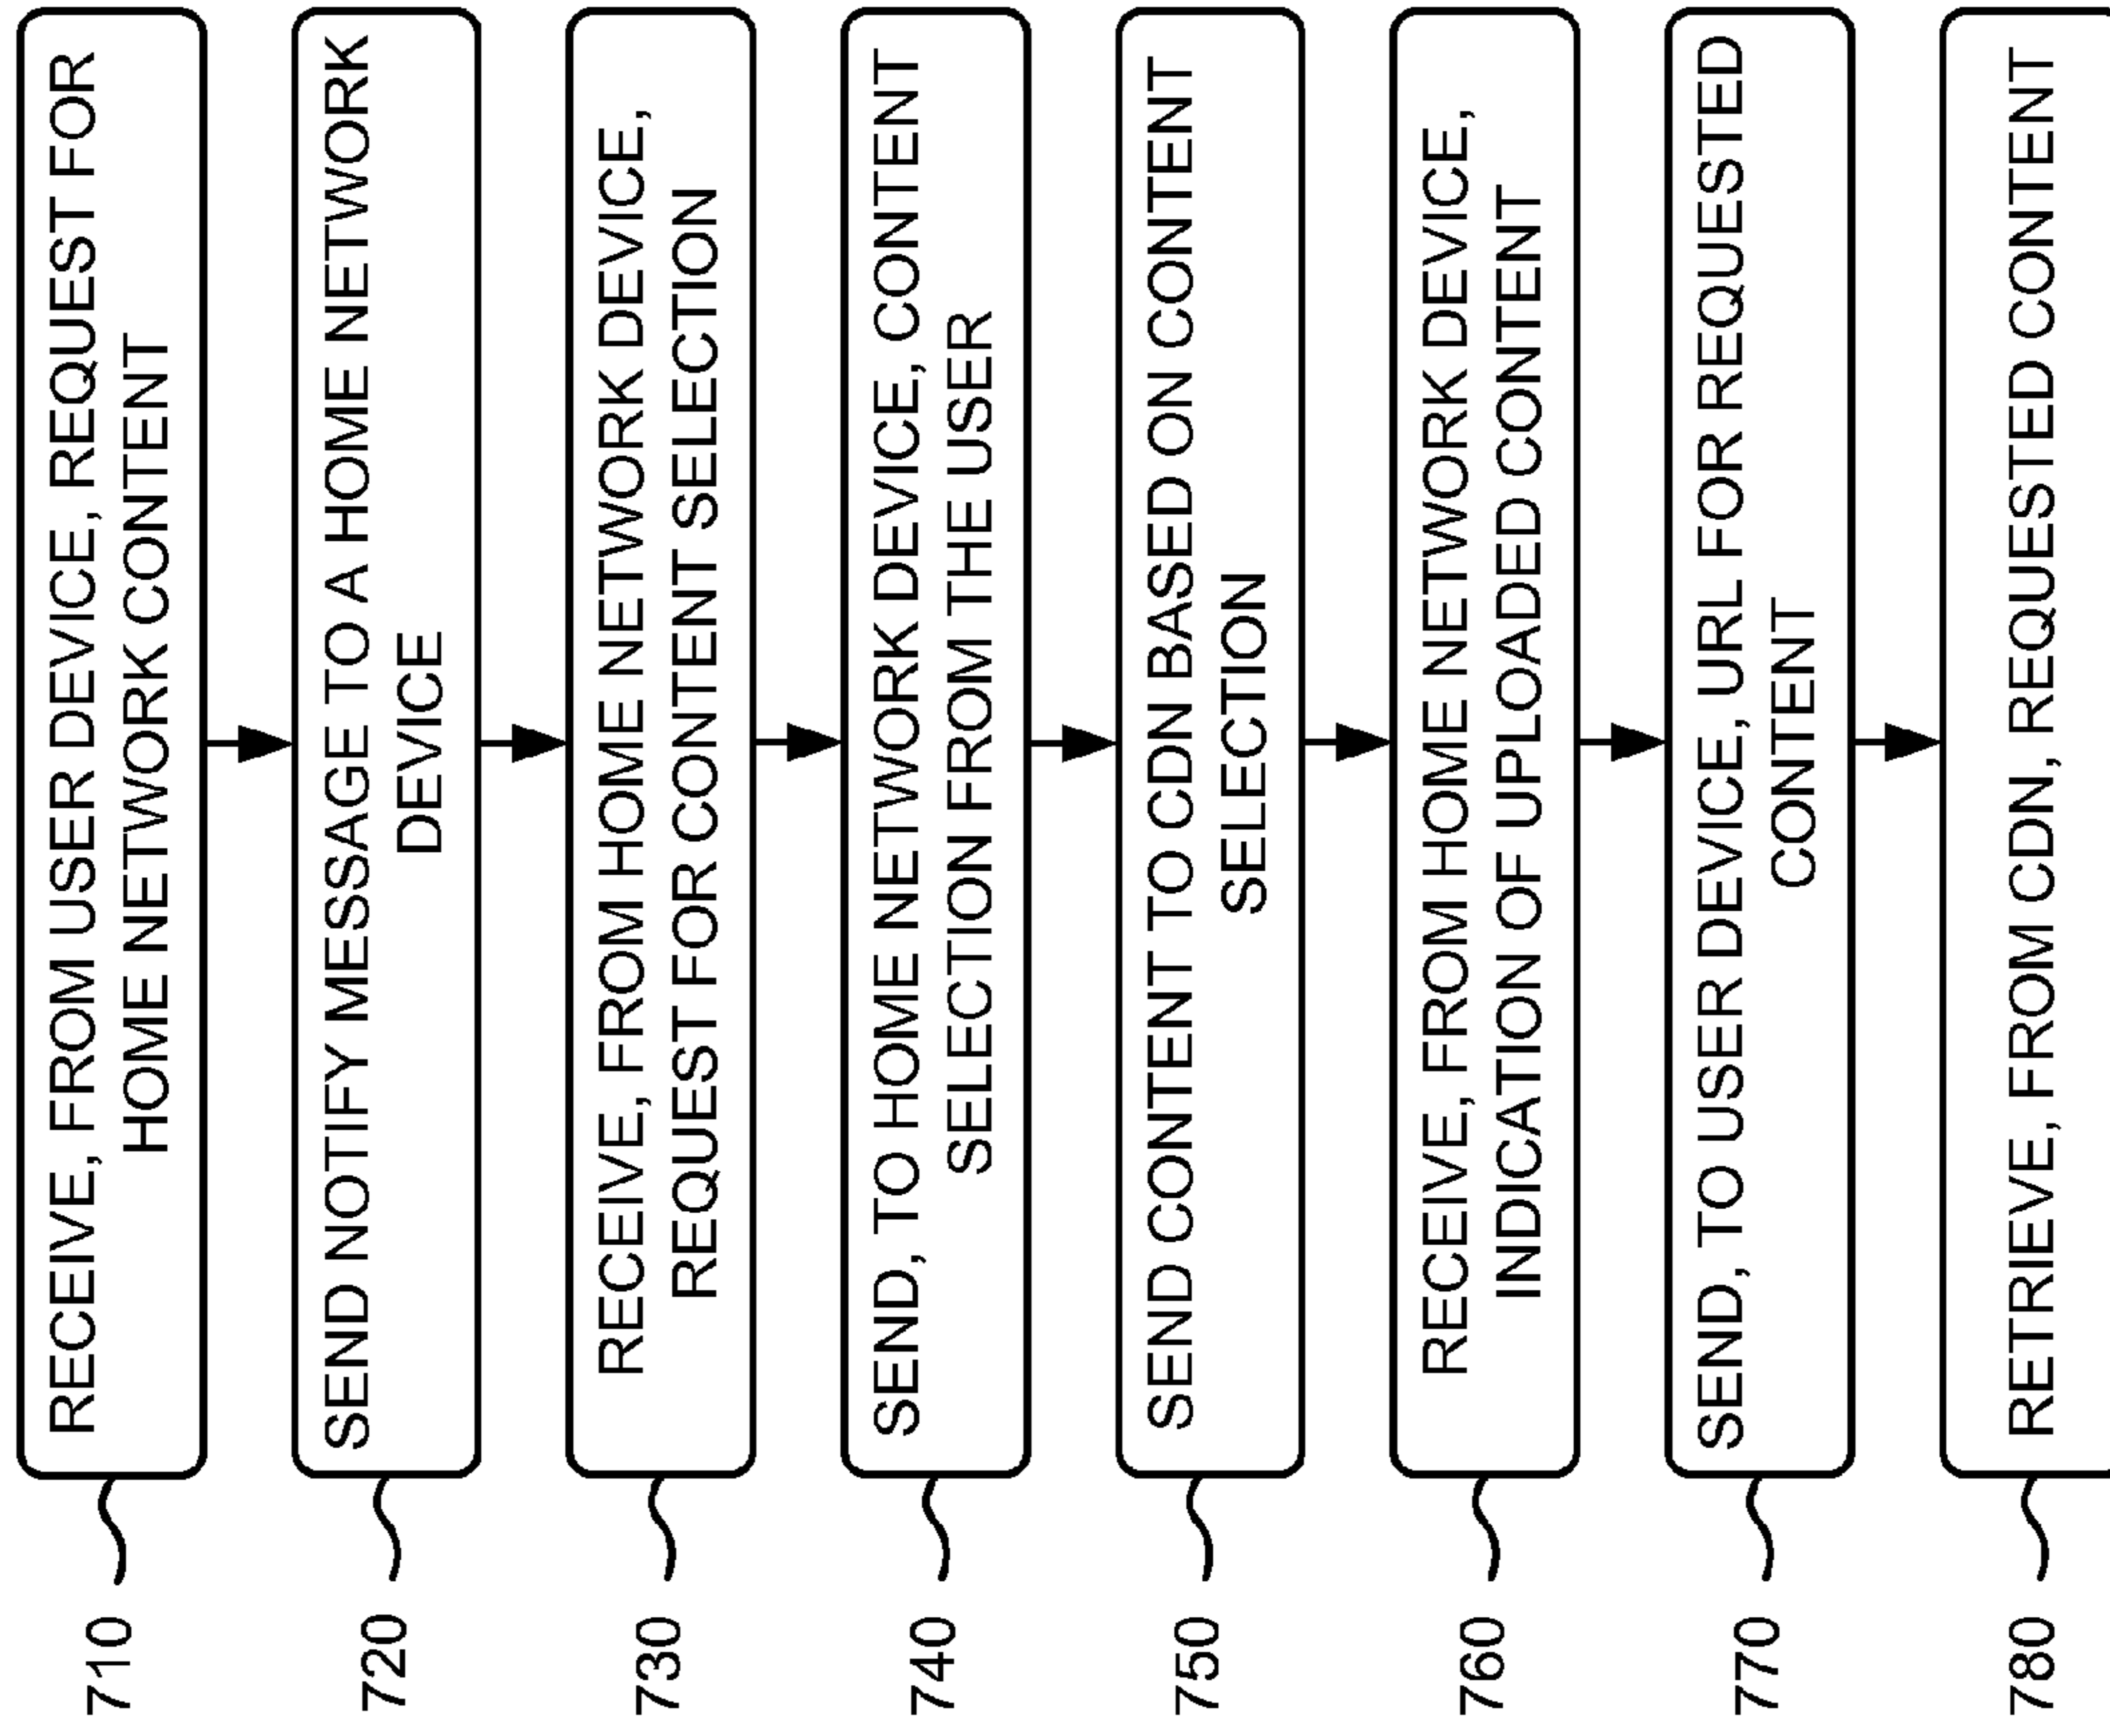 710
RECEIVE, FROM USER DEVICE, REQUEST FOR
HOME NETWORK CONTENT
720
SEND NOTIFY MESSAGE TO A HOME NETWORK
DEVICE
730
RECEIVE, FROM HOME NETWORK DEVICE,
REQUEST FOR CONTENT SELECTION
740
SEND, TO HOME NETWORK DEVICE, CONTENT
SELECTION FROM THE USER
750
SEND CONTENT TO CDN BASED ON CONTENT
SELECTION
760
RECEIVE, FROM HOME NETWORK DEVICE,
INDICATION OF UPLOADED CONTENT
770
SEND, TO USER DEVICE, URL FOR REQUESTED
CONTENT
780
RETRIEVE, FROM CDN, REQUESTED CONTENT